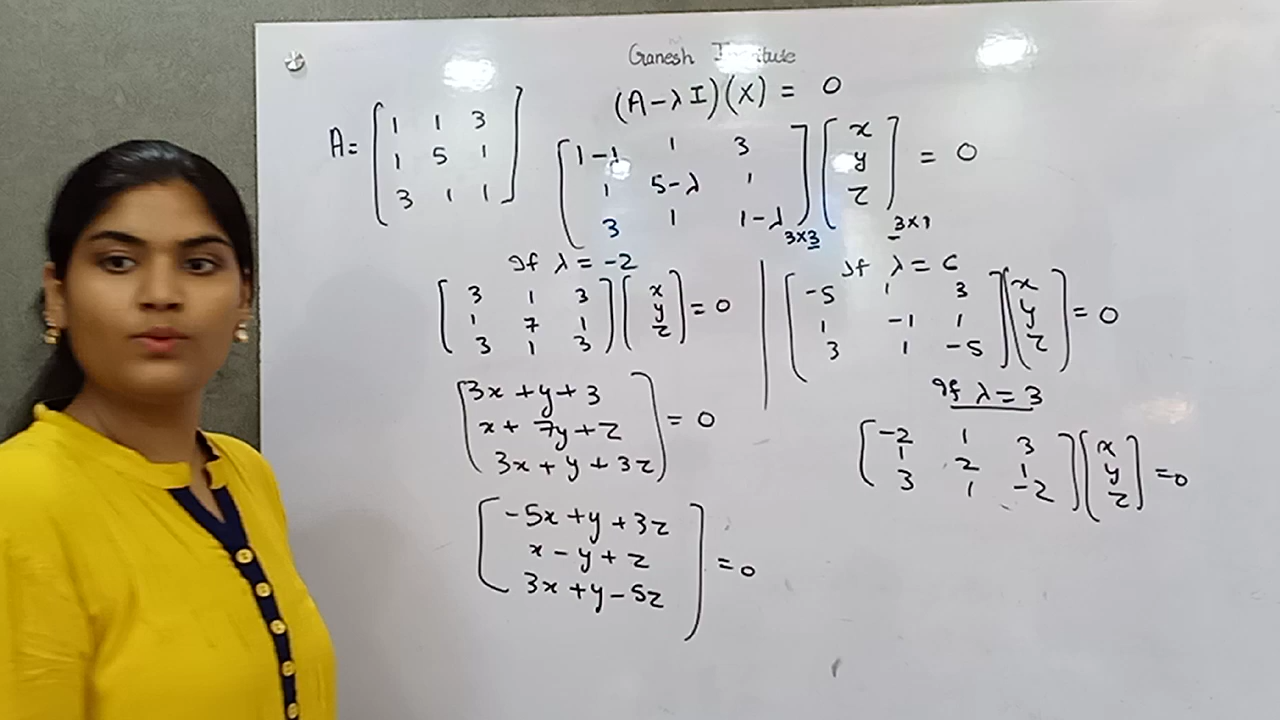 Ganesh Institute
(A-λI)(X) = 0
A= [1 1 3
1 5 1
3 1 1]
[1-λ 1 3
1 5-λ 1
3 1 1-λ] 3×3
[x
y
z] 3×1 = 0
If λ = -2
[3 1 3
1 7 1
3 1 3] [x
y
z] = 0
[3x + y + 3
x + 7y + z
3x + y + 3z] = 0
[-5x + y + 3z
x - y + z
3x + y - 5z] = 0
If λ = 6
[-5 1 3
1 -1 1
3 1 -5] [x
y
z] = 0
If λ = 3
[-2 1 3
1 2 1
3 1 -2] [x
y
z] = 0